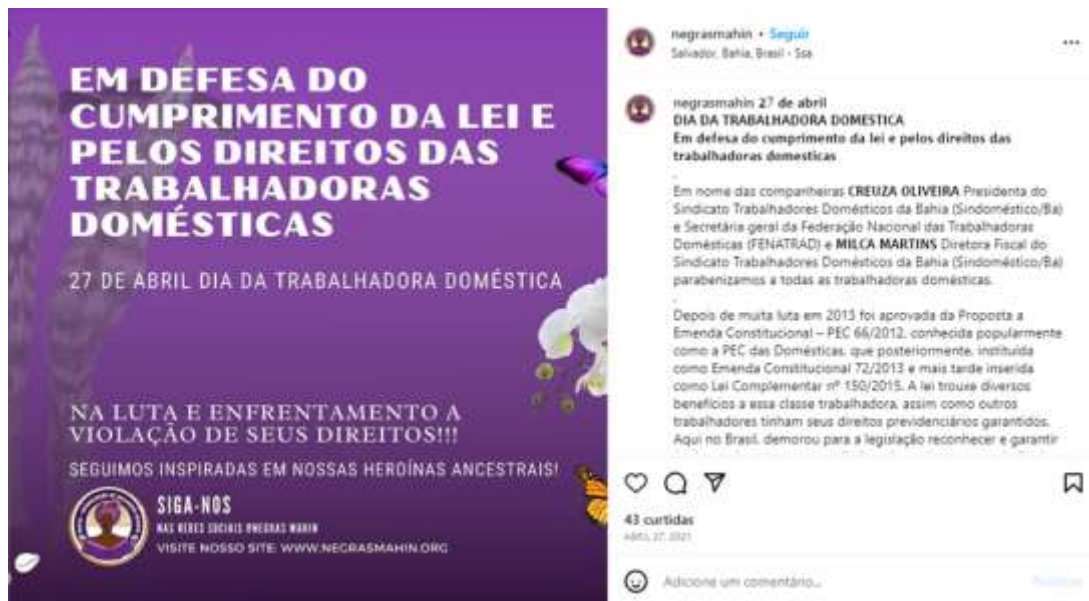 EM DEFESA DO
CUMPRIMENTO DA LEI E
PELOS DIREITOS DAS
TRABALHADORAS
DOMÉSTICAS
27 DE ABRIL DIA DA TRABALHADORA DOMÉSTICA
NA LUTA E ENFRENTAMENTO A
VIOLAÇÃO DE SEUS DIREITOS!!!
SEGUIMOS INSPIRADAS EM NOSSAS HEROÍNAS ANCESTRAIS!
SIGA-NOS
NAS REDES SOCIAIS @NEGRAS MAHIN
VISITE NOSSO SITE: WWW.NEGRASMAHIN.ORG
negrasmahin • Seguir
Salvador, Bahia, Brasil - Ssa
negrasmahin 27 de abril
DIA DA TRABALHADORA DOMESTICA
Em defesa do cumprimento da lei e pelos direitos das
trabalhadoras domesticas
.
Em nome das companheiras CREUZA OLIVEIRA Presidenta do
Sindicato Trabalhadores Domésticos da Bahia (Sindoméstico/Ba)
e Secretária geral da Federação Nacional das Trabalhadoras
Domésticas (FENATRAD) e MILCA MARTINS Diretora Fiscal do
Sindicato Trabalhadores Domésticos da Bahia (Sindoméstico/Ba)
parabenizamos a todas as trabalhadoras domésticas.
.
Depois de muita luta em 2013 foi aprovada da Proposta a
Emenda Constitucional – PEC 66/2012, conhecida popularmente
como a PEC das Domésticas, que posteriormente, instituída
como Emenda Constitucional 72/2013 e mais tarde inserida
como Lei Complementar nº 150/2015. A lei trouxe diversos
benefícios a essa classe trabalhadora, assim como outros
trabalhadores tinham seus direitos previdenciários garantidos.
Aqui no Brasil, demorou para a legislação reconhecer e garantir
43 curtidas
ABRIL 27, 2021
Adicione um comentário...